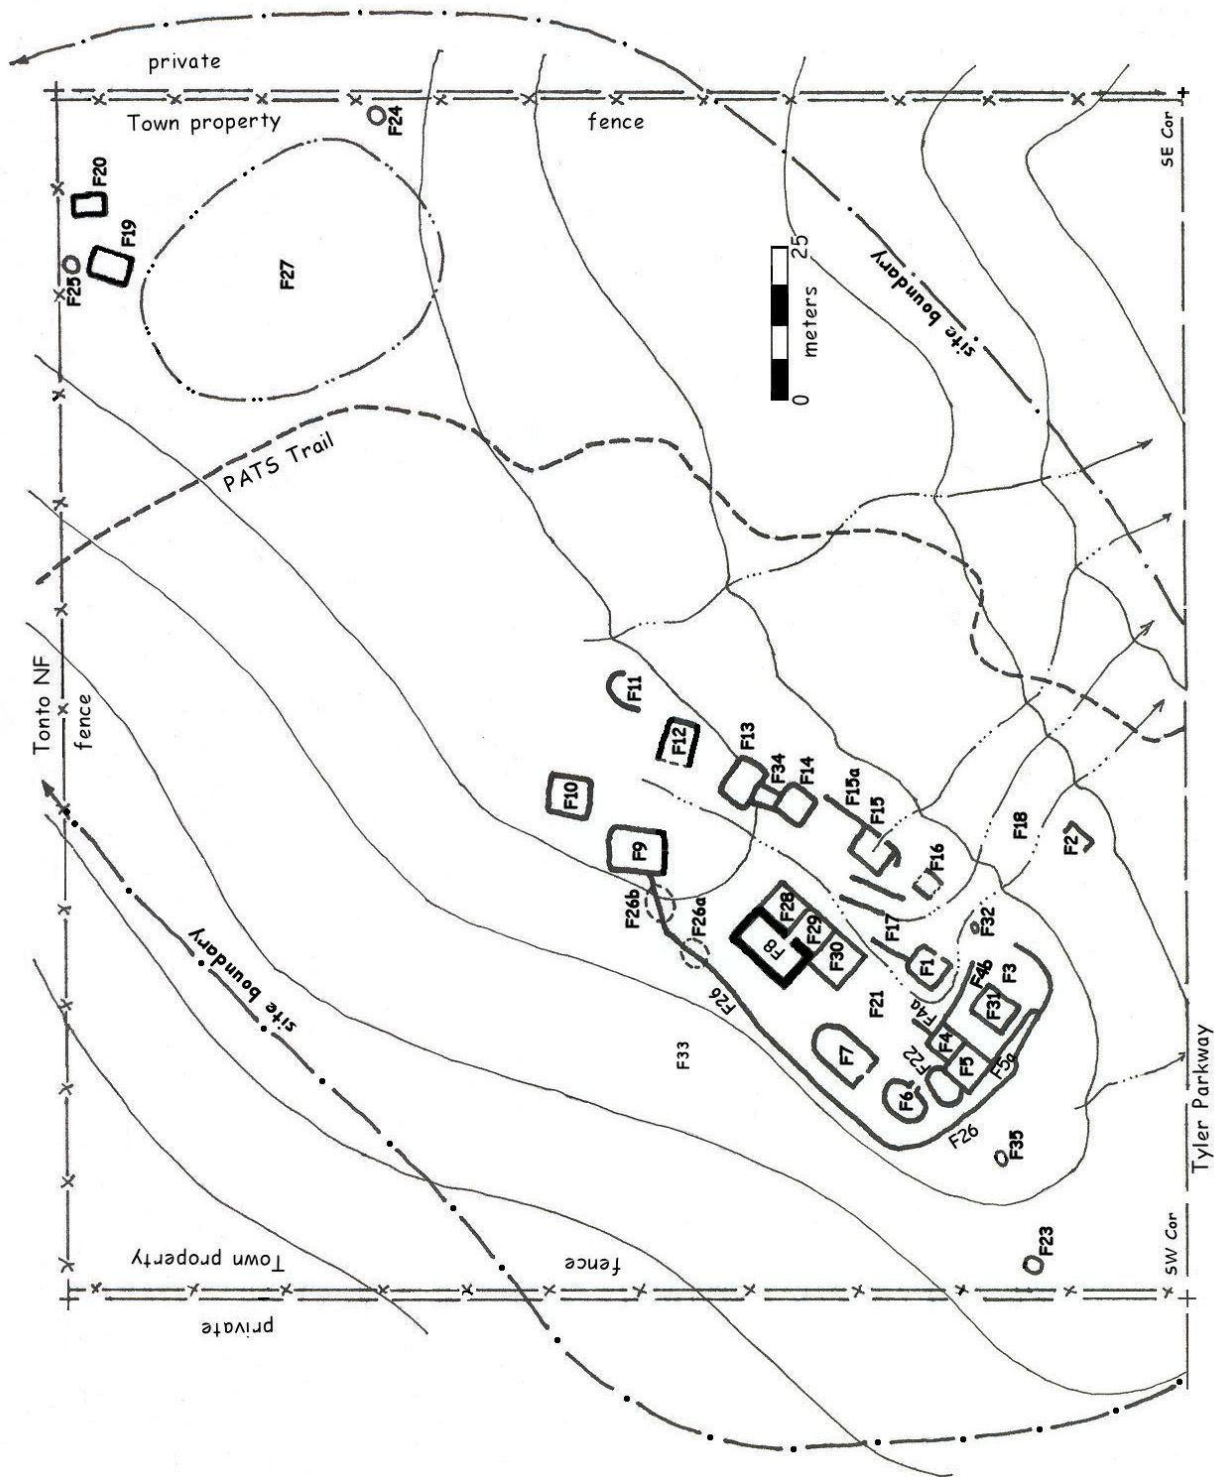 private
Town property
fence
F24
F20
F19
F25
F27
25
meters
0
site boundary
SE Cor
PATS Trail
Tonto NF
fence
F11
F12
F13
F34
F14
F10
F15a
F15
F9
F16
F18
F2
F26b
F26a
F28
F8
F29
F30
F17
F32
F1
F4b
F3
F31
F21
F4a
F26
F4
F22
F5
F5a
F7
F33
F6
F26
F35
site boundary
Town property
fence
F23
SW Cor
Tyler Parkway
private